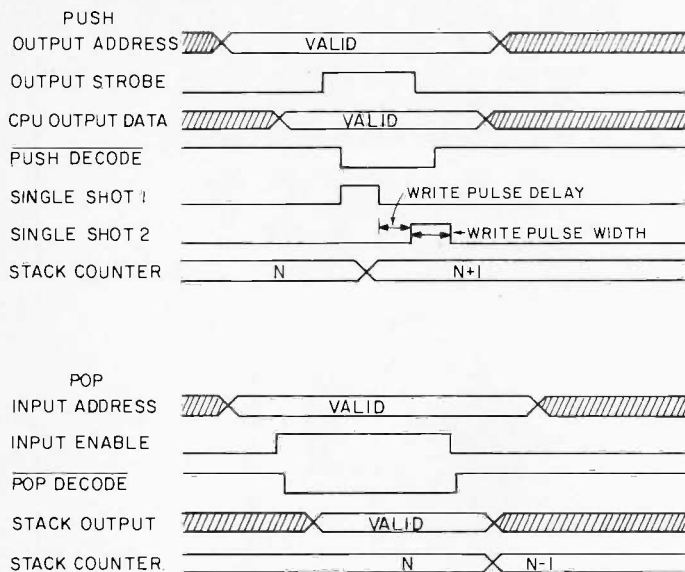 PUSH
OUTPUT ADDRESS VALID
OUTPUT STROBE
CPU OUTPUT DATA VALID
PUSH DECODE
SINGLE SHOT 1 WRITE PULSE DELAY
SINGLE SHOT 2 WRITE PULSE WIDTH
STACK COUNTER N N+1
POP
INPUT ADDRESS VALID
INPUT ENABLE
POP DECODE
STACK OUTPUT VALID
STACK COUNTER N N-1